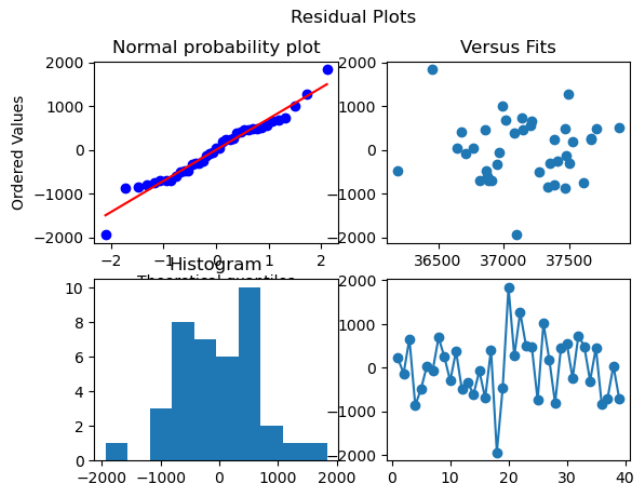 Residual Plots
Normal probability plot
Versus Fits
Ordered Values
2000
1000
0
−1000
−2000
−2 −1 0 1 2
Theoretical quantiles
2000
1000
0
−1000
−2000
36500 37000 37500
Histogram
10
8
6
4
2
0
−2000 −1000 0 1000 2000
2000
1000
0
−1000
−2000
0 10 20 30 40